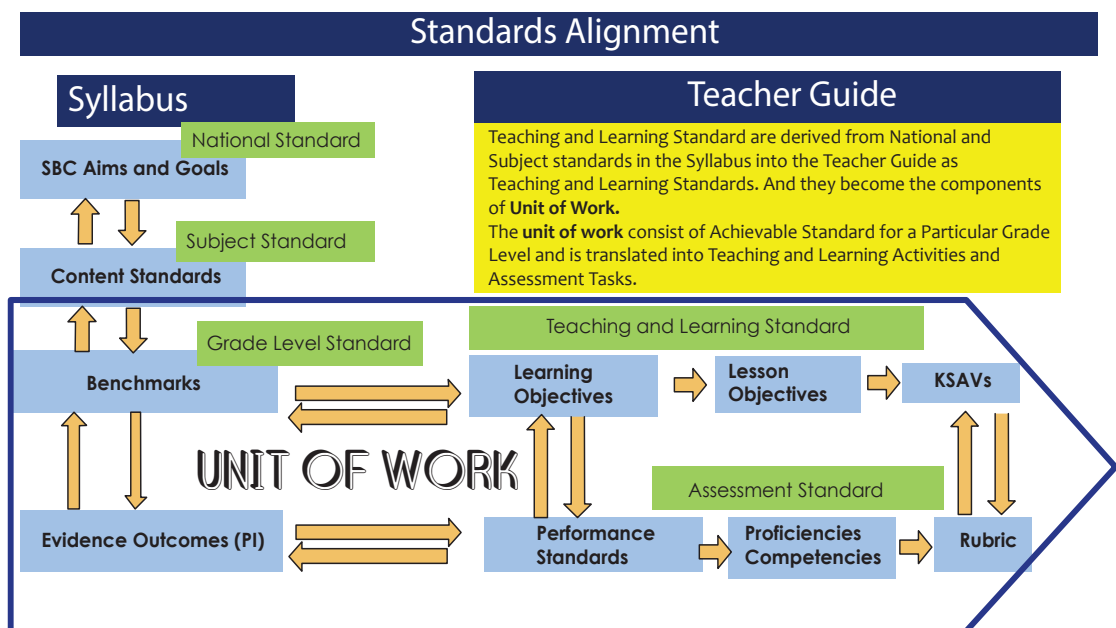 Standards Alignment
Syllabus
National Standard
SBC Aims and Goals
Subject Standard
Content Standards
Teacher Guide
Teaching and Learning Standard are derived from National and
Subject standards in the Syllabus into the Teacher Guide as
Teaching and Learning Standards. And they become the components
of Unit of Work.
The unit of work consist of Achievable Standard for a Particular Grade
Level and is translated into Teaching and Learning Activities and
Assessment Tasks.
Grade Level Standard
Benchmarks
Teaching and Learning Standard
Learning
Objectives
Lesson
Objectives
KSAVs
UNIT OF WORK
Assessment Standard
Evidence Outcomes (PI)
Performance
Standards
Proficiencies
Competencies
Rubric